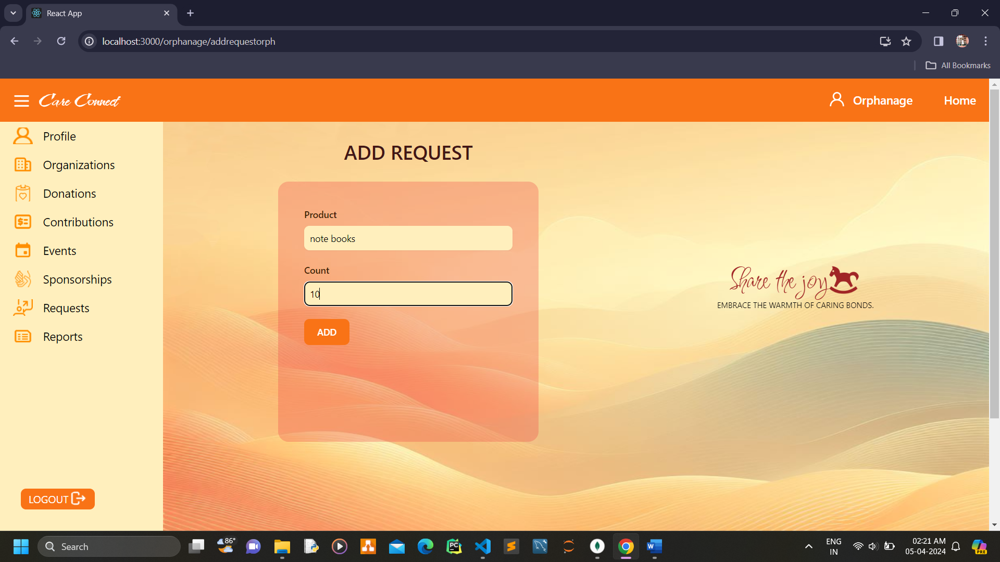 React App
localhost:3000/orphanage/addrequestorph
All Bookmarks
Care Connect
Orphanage
Home
Profile
Organizations
Donations
Contributions
Events
Sponsorships
Requests
Reports
LOGOUT
ADD REQUEST
Product
note books
Count
10
ADD
Share the joy
EMBRACE THE WARMTH OF CARING BONDS.
Search
86°
PC
W
ENG
IN
02:21 AM
05-04-2024
PRE